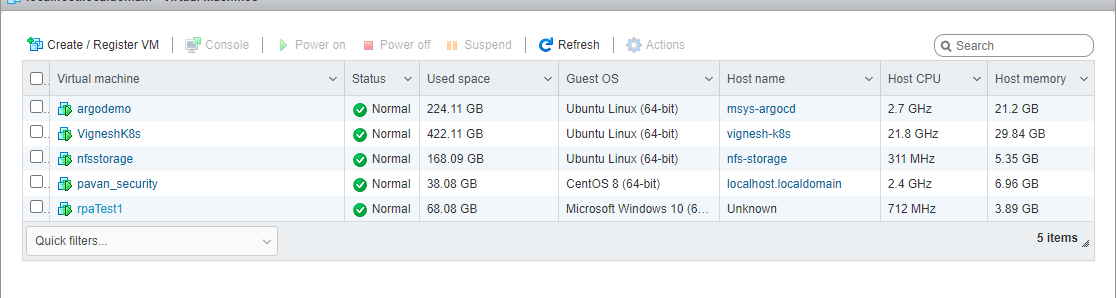 localhost.localdomain - Virtual Machines
Create / Register VM Console Power on Power off Suspend Refresh Actions Search
Virtual machine Status Used space Guest OS Host name Host CPU Host memory
argodemo Normal 224.11 GB Ubuntu Linux (64-bit) msys-argocd 2.7 GHz 21.2 GB
VigneshK8s Normal 422.11 GB Ubuntu Linux (64-bit) vignesh-k8s 21.8 GHz 29.84 GB
nfsstorage Normal 168.09 GB Ubuntu Linux (64-bit) nfs-storage 311 MHz 5.35 GB
pavan_security Normal 38.08 GB CentOS 8 (64-bit) localhost.localdomain 2.4 GHz 6.96 GB
rpaTest1 Normal 68.08 GB Microsoft Windows 10 (6... Unknown 712 MHz 3.89 GB
Quick filters... 5 items